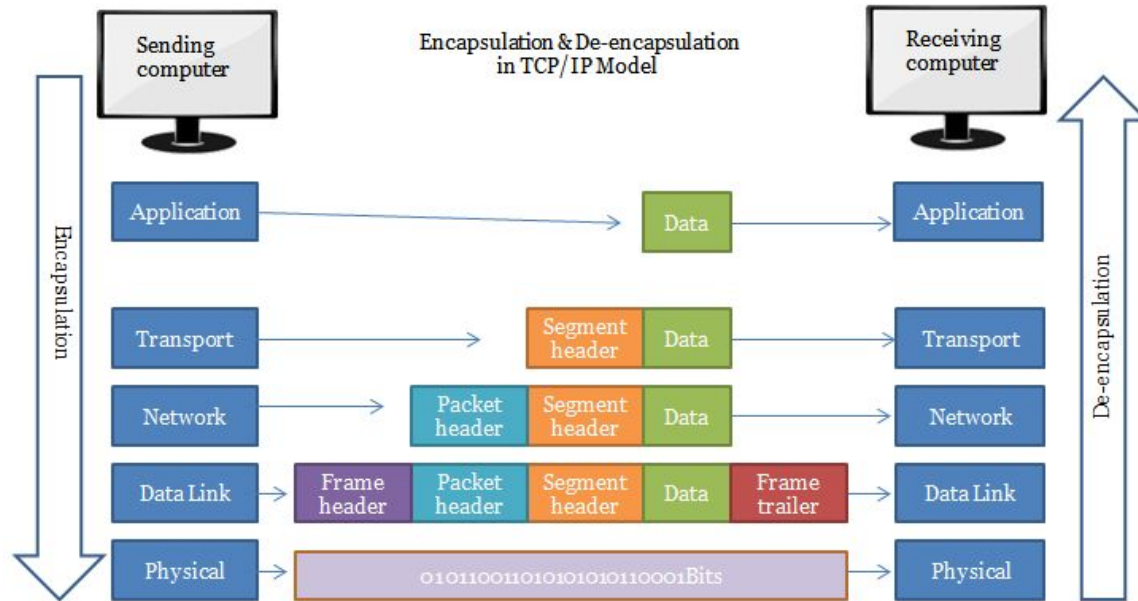 Sending
computer
Encapsulation & De-encapsulation
in TCP/IP Model
Receiving
computer
Encapsulation
De-encapsulation
Application
Data
Application
Transport
Segment
header
Data
Transport
Network
Packet
header
Segment
header
Data
Network
Data Link
Frame
header
Packet
header
Segment
header
Data
Frame
trailer
Data Link
Physical
010110011010101010110001Bits
Physical